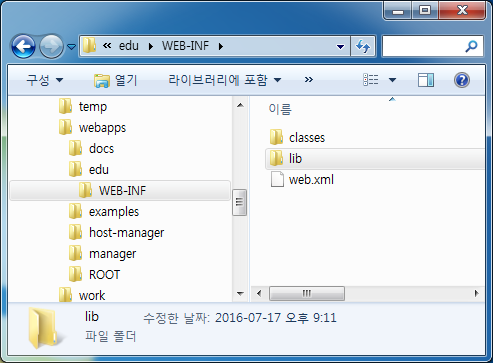 « edu ▸ WEB-INF ▸
구성 ▼ 열기 라이브러리에 포함 ▼ »
temp
webapps
docs
edu
WEB-INF
examples
host-manager
manager
ROOT
work
이름
classes
lib
web.xml
lib 수정한 날짜: 2016-07-17 오후 9:11
파일 폴더